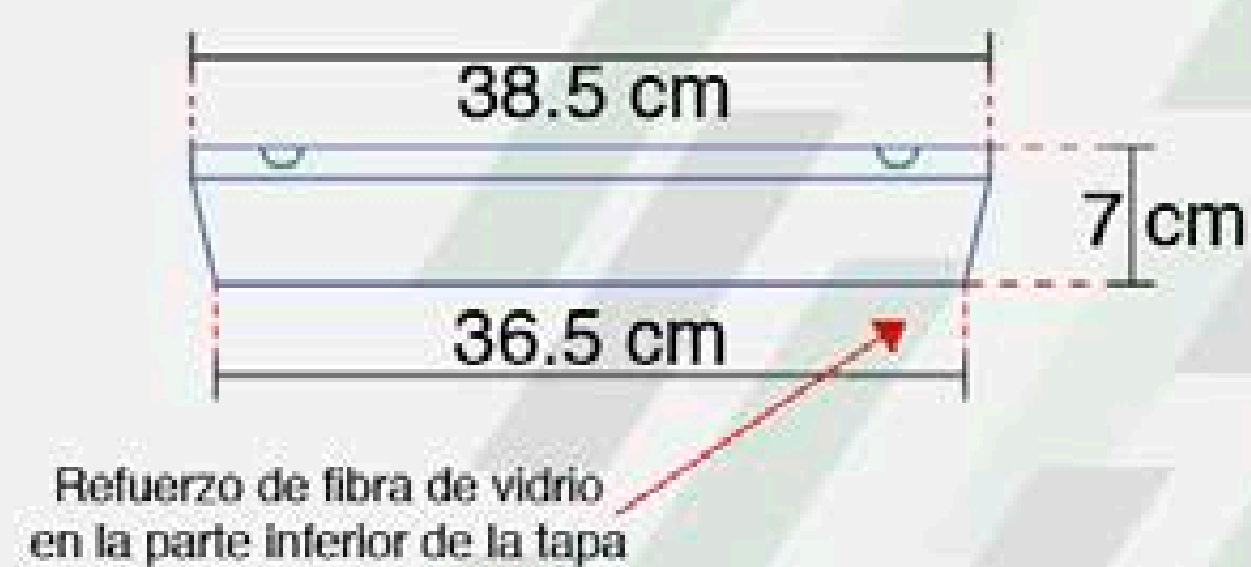 38.5 cm
7 cm
36.5 cm
Refuerzo de fibra de vidrio
en la parte inferior de la tapa